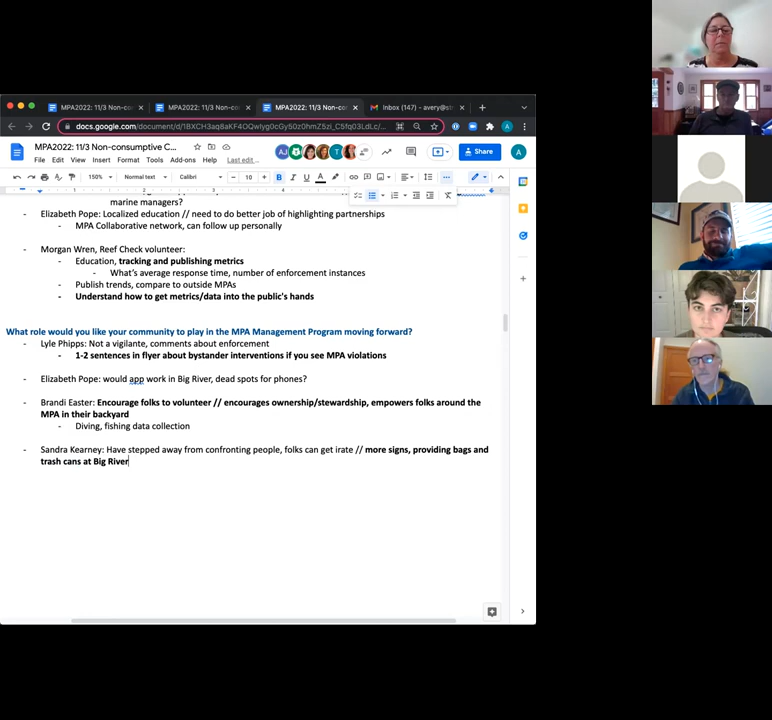 MPA2022: 11/3 Non-co
MPA2022: 11/3 Non-cons
MPA2022: 11/3 Non-con
Inbox (147) - avery@str
docs.google.com/document/d/
MPA2022: 11/3 Non-consumptive C...
File Edit View Insert Format Tools Add-ons Help Last edit ...
Share
A
150% Normal text Calibri 10 B I U A
1 2 3 4
marine managers?
- Elizabeth Pope: Localized education // need to do better job of highlighting partnerships
- MPA Collaborative network, can follow up personally
- Morgan Wren, Reef Check volunteer:
- Education, tracking and publishing metrics
- What's average response time, number of enforcement instances
- Publish trends, compare to outside MPAs
- Understand how to get metrics/data into the public's hands
What role would you like your community to play in the MPA Management Program moving forward?
- Lyle Phipps: Not a vigilante, comments about enforcement
- 1-2 sentences in flyer about bystander interventions if you see MPA violations
- Elizabeth Pope: would app work in Big River, dead spots for phones?
- Brandi Easter: Encourage folks to volunteer // encourages ownership/stewardship, empowers folks around the
MPA in their backyard
- Diving, fishing data collection
- Sandra Kearney: Have stepped away from confronting people, folks can get irate // more signs, providing bags and
trash cans at Big River